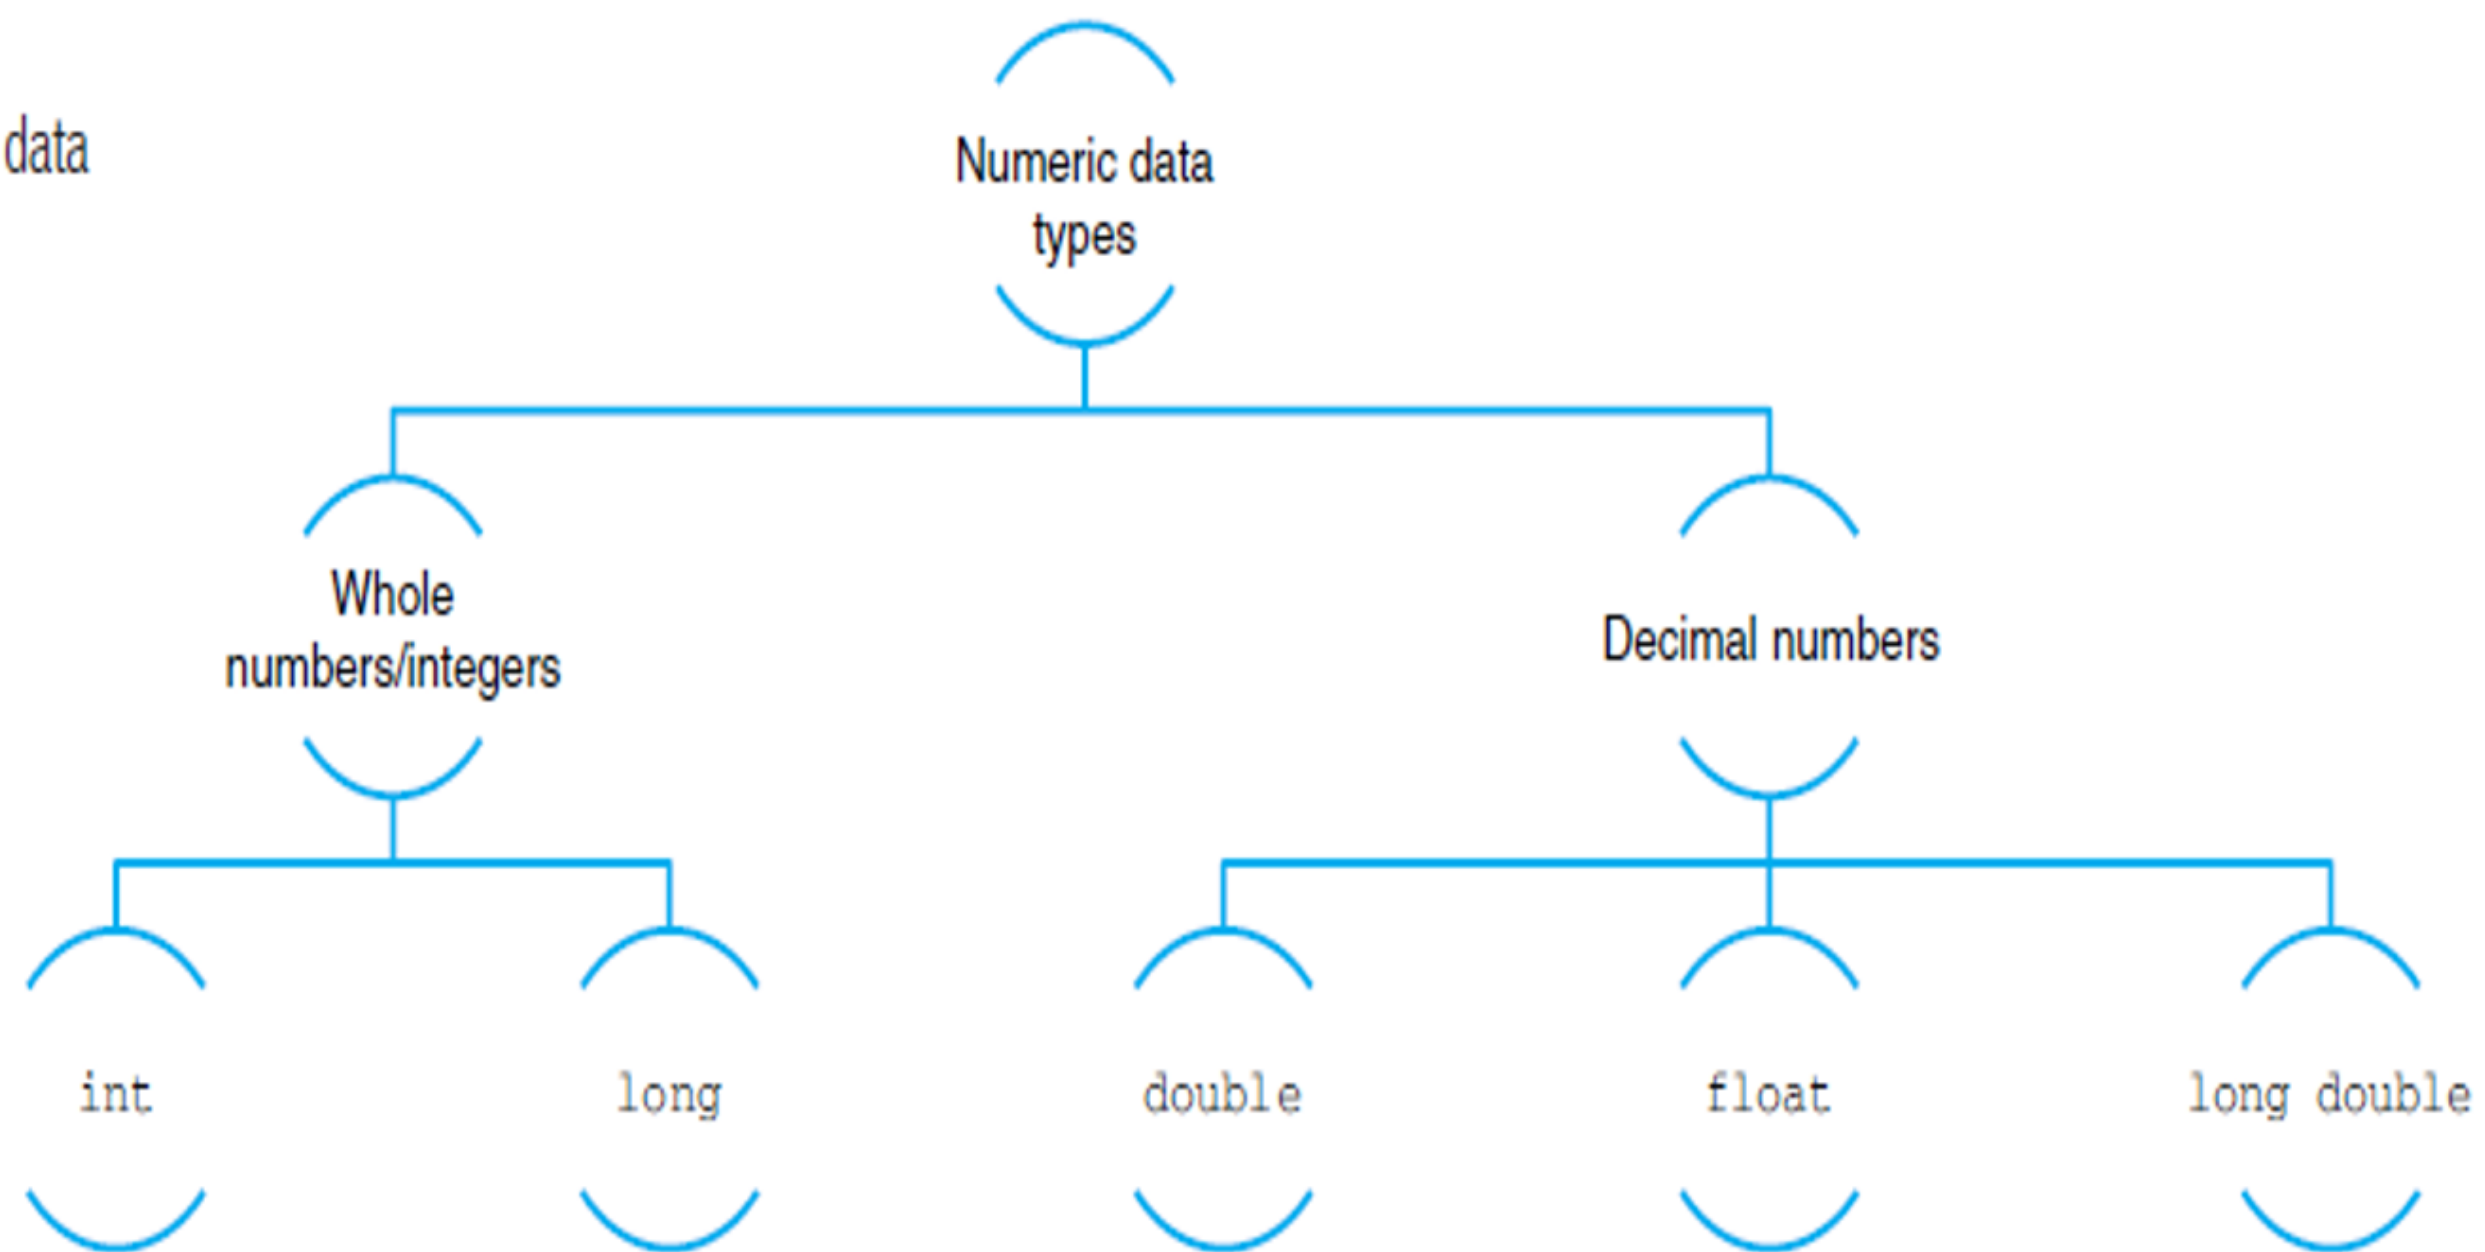 data
Numeric data
types
Whole
numbers/integers
Decimal numbers
int
long
double
float
long double